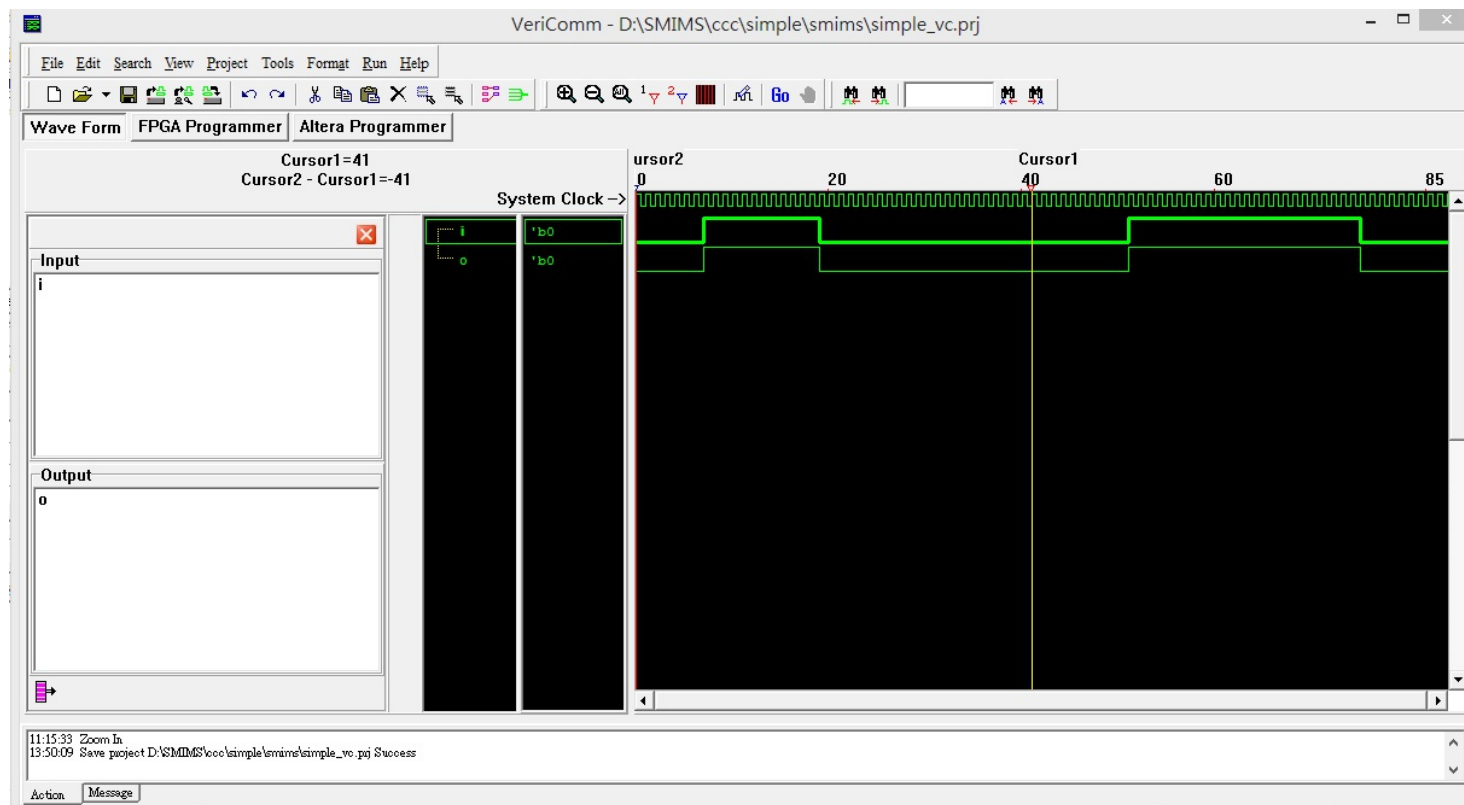 VeriComm - D:\SMIMS\ccc\simple\smims\simple_vc.prj
File Edit Search View Project Tools Format Run Help
1 2 Go
Wave Form FPGA Programmer Altera Programmer
Cursor1=41
Cursor2 - Cursor1=-41
ursor2 Cursor1
0 20 40 60 85
System Clock -->
i 'b0
o 'b0
Input
i
Output
o
11:15:33 Zoom In
13:50:09 Save project D:\SMIMS\ccc\simple\smims\simple_vc.prj Success
Action Message